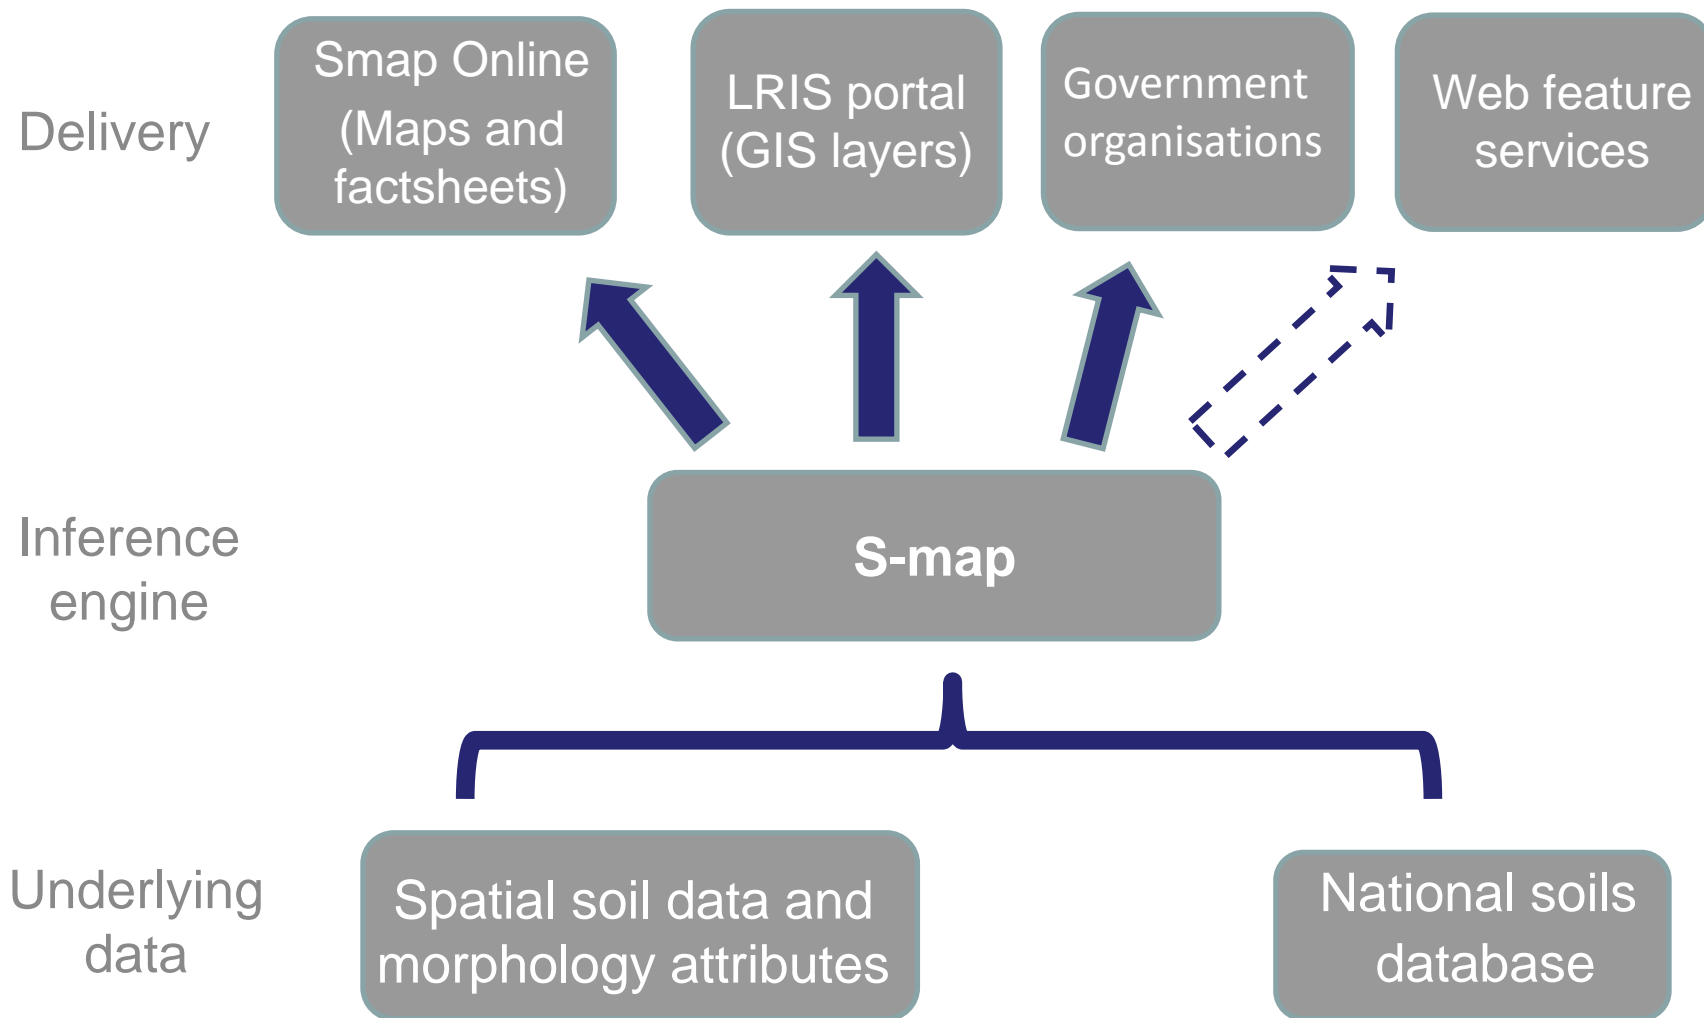 Delivery
Smap Online
(Maps and
factsheets)
LRIS portal
(GIS layers)
Government
organisations
Web feature
services
Inference
engine
S-map
Underlying
data
Spatial soil data and
morphology attributes
National soils
database